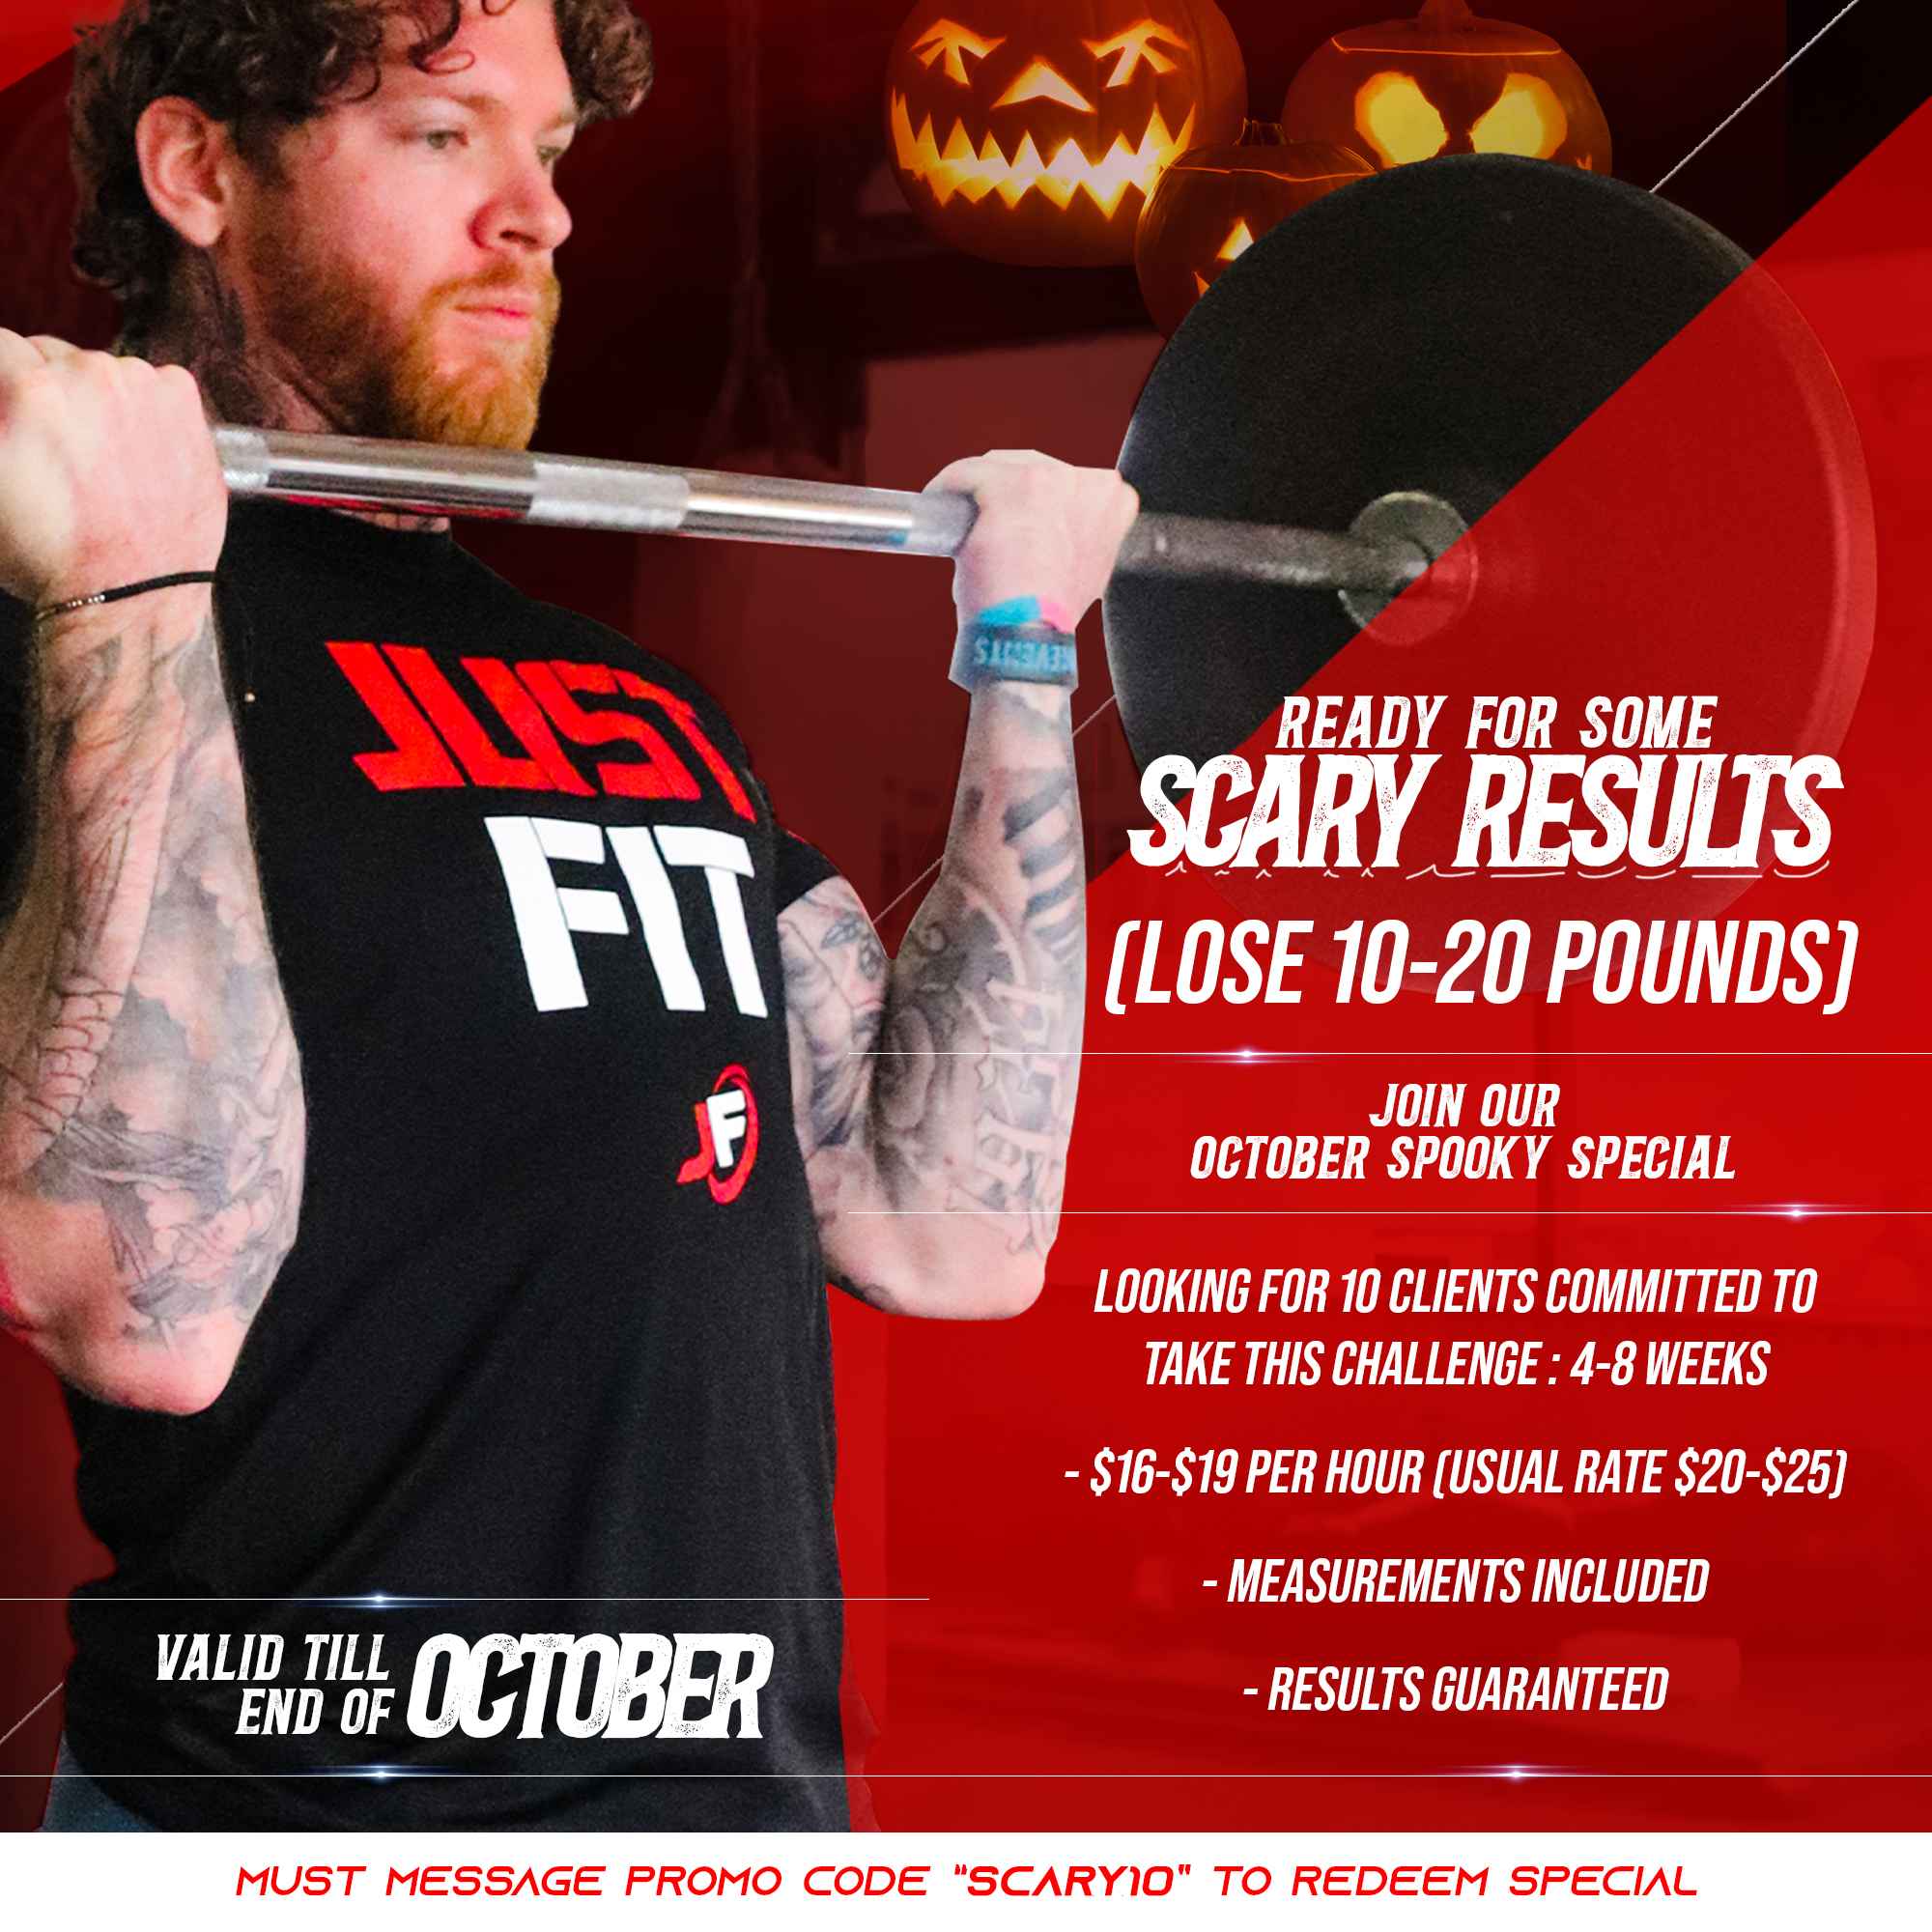 JUST
FIT
JF
READY FOR SOME
SCARY RESULTS
(LOSE 10-20 POUNDS)
JOIN OUR
OCTOBER SPOOKY SPECIAL
LOOKING FOR 10 CLIENTS COMMITTED TO
TAKE THIS CHALLENGE : 4-8 WEEKS
- $16-$19 PER HOUR (USUAL RATE $20-$25)
- MEASUREMENTS INCLUDED
- RESULTS GUARANTEED
VALID TILL
END OF OCTOBER
MUST MESSAGE PROMO CODE "SCARY10" TO REDEEM SPECIAL